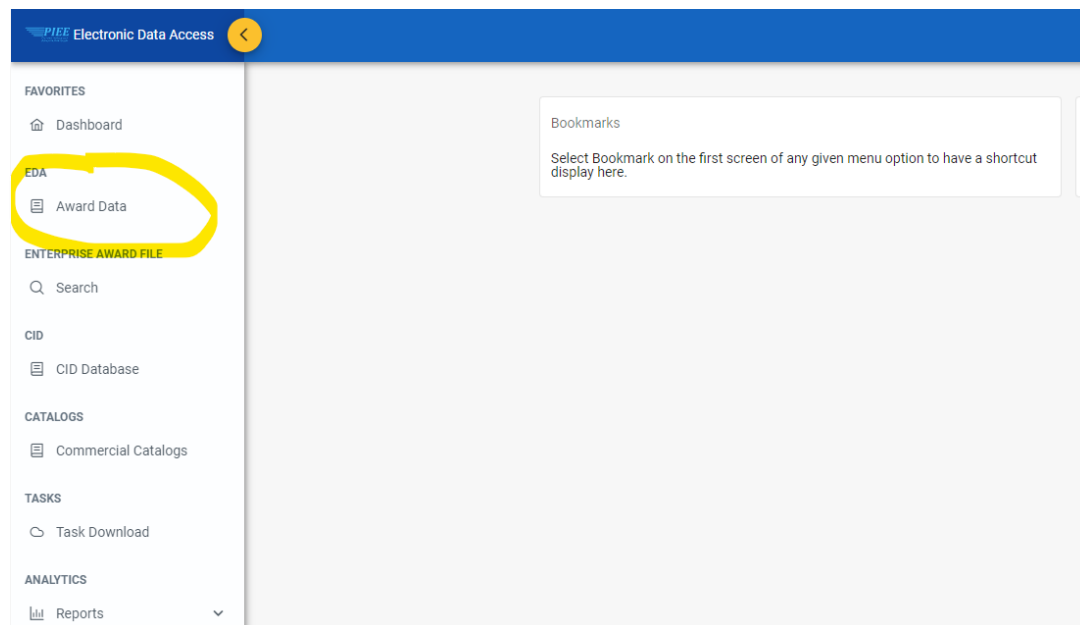 PIEE Electronic Data Access
FAVORITES
Dashboard
EDA
Award Data
ENTERPRISE AWARD FILE
Search
CID
CID Database
CATALOGS
Commercial Catalogs
TASKS
Task Download
ANALYTICS
Reports
Bookmarks
Select Bookmark on the first screen of any given menu option to have a shortcut
display here.